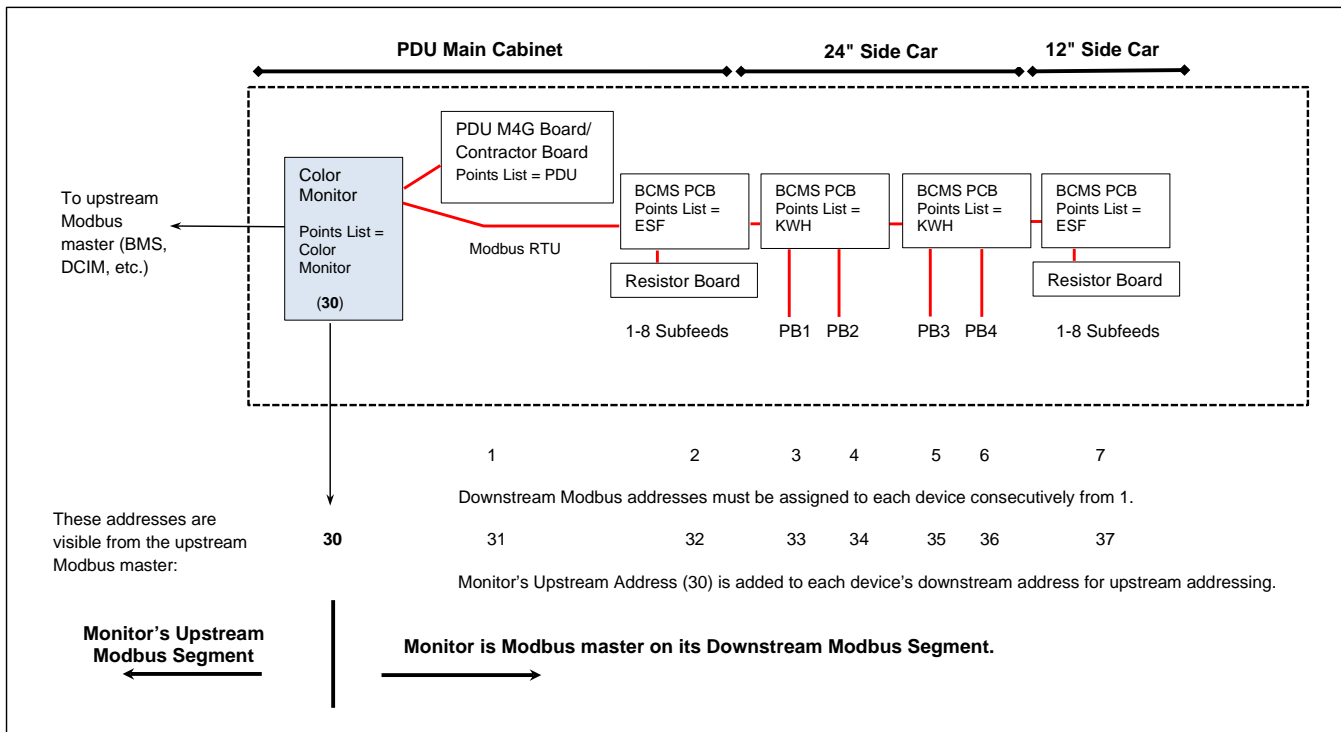 PDU Main Cabinet
24" Side Car
12" Side Car
PDU M4G Board/
Contractor Board
Points List = PDU
Color
Monitor
Points List =
Color
Monitor
(30)
To upstream
Modbus
master (BMS,
DCIM, etc.)
Modbus RTU
BCMS PCB
Points List =
ESF
Resistor Board
1-8 Subfeeds
BCMS PCB
Points List =
KWH
PB1
PB2
BCMS PCB
Points List =
KWH
PB3
PB4
BCMS PCB
Points List =
ESF
Resistor Board
1-8 Subfeeds
1 2 3 4 5 6 7
Downstream Modbus addresses must be assigned to each device consecutively from 1.
These addresses are
visible from the upstream
Modbus master:
30 31 32 33 34 35 36 37
Monitor's Upstream Address (30) is added to each device's downstream address for upstream addressing.
Monitor's Upstream
Modbus Segment
Monitor is Modbus master on its Downstream Modbus Segment.